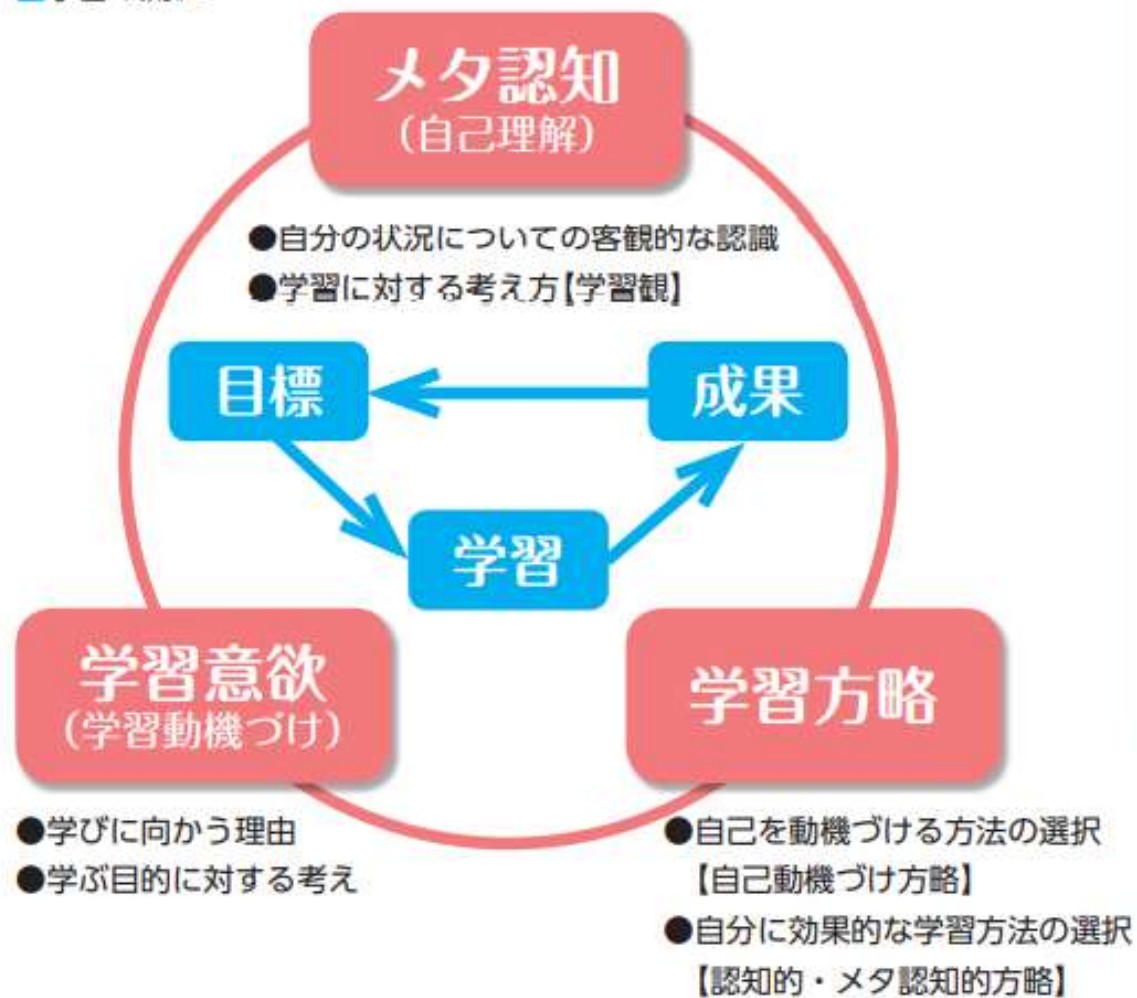 メタ認知
（自己理解）
●自分の状況についての客観的な認識
●学習に対する考え方【学習観】
目標
成果
学習
学習意欲
（学習動機づけ）
学習方略
●学びに向かう理由
●学ぶ目的に対する考え
●自己を動機づける方法の選択
【自己動機づけ方略】
●自分に効果的な学習方法の選択
【認知的・メタ認知的方略】